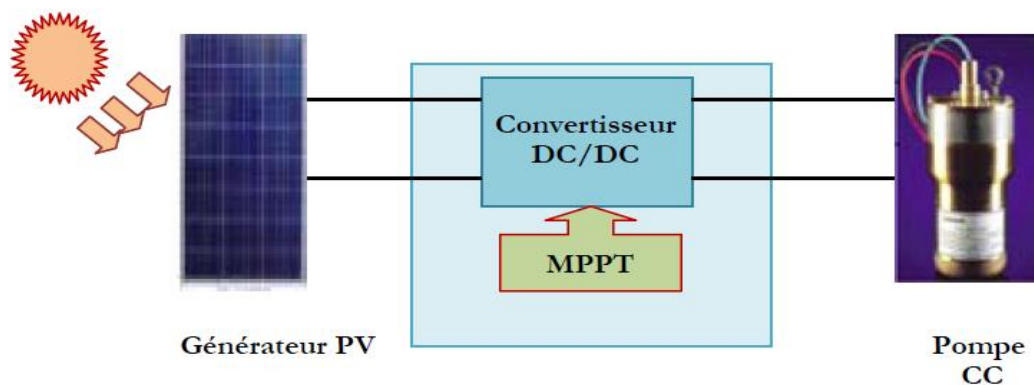 Convertisseur
DC/DC
MPPT
Générateur PV
Pompe
CC